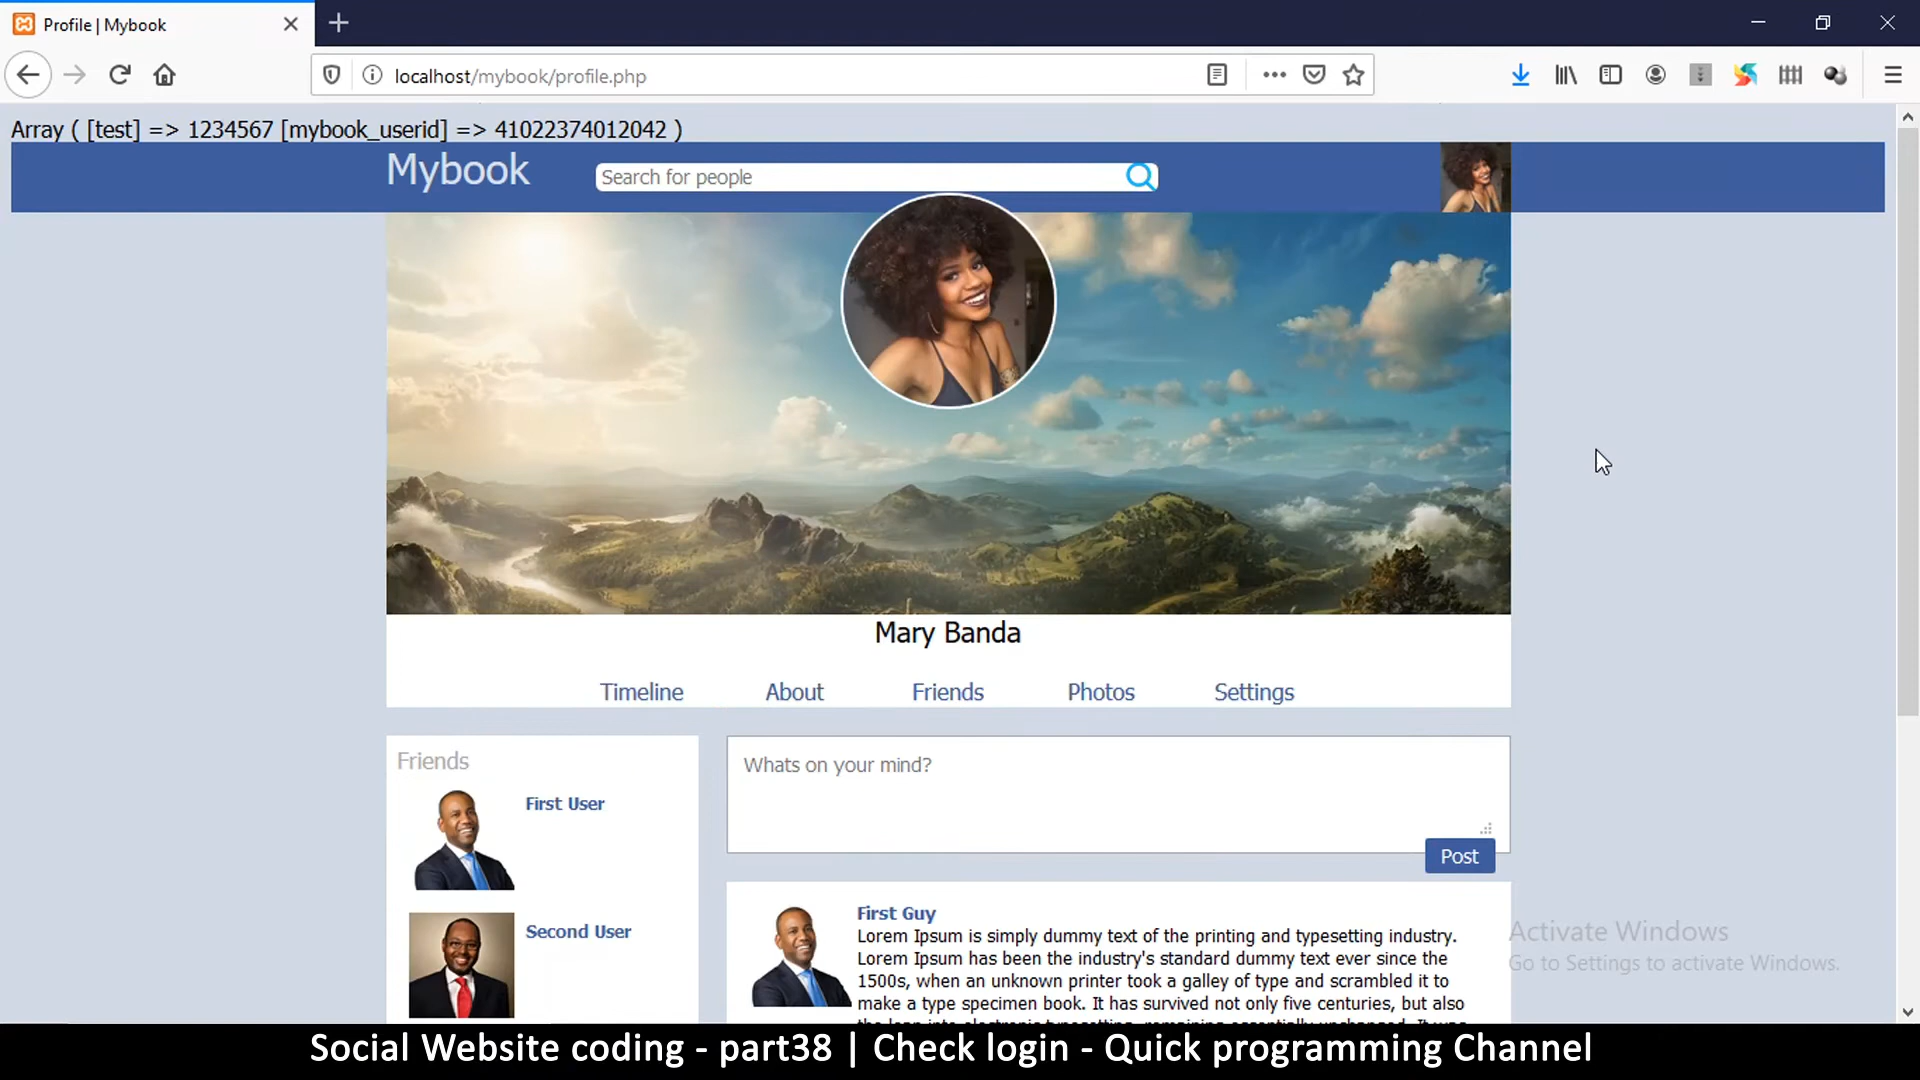 Profile | Mybook
localhost/mybook/profile.php
Array ( [test] => 1234567 [mybook_userid] => 41022374012042 )
Mybook
Search for people
Mary Banda
Timeline
About
Friends
Photos
Settings
Friends
First User
Second User
Whats on your mind?
Post
First Guy
Lorem Ipsum is simply dummy text of the printing and typesetting industry.
Lorem Ipsum has been the industry's standard dummy text ever since the
1500s, when an unknown printer took a galley of type and scrambled it to
make a type specimen book. It has survived not only five centuries, but also
Activate Windows
Go to Settings to activate Windows.
Social Website coding - part38 | Check login - Quick programming Channel